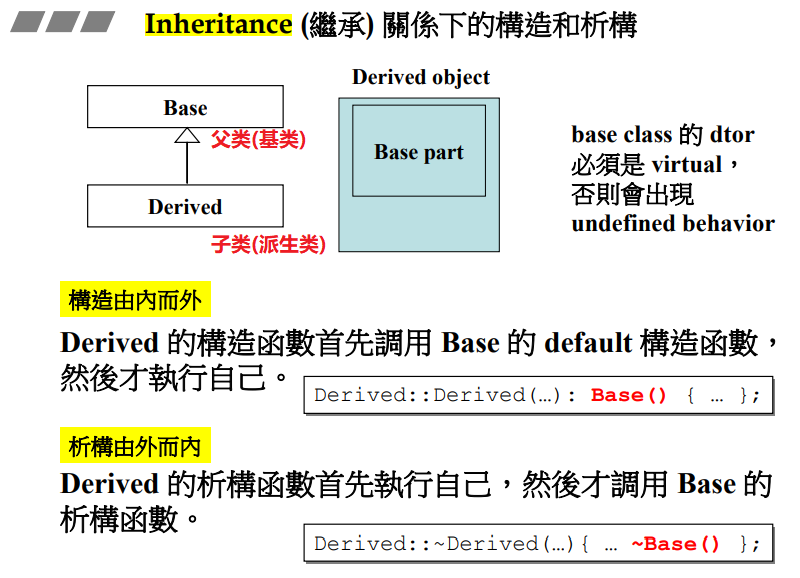 Inheritance (繼承) 關係下的構造和析構
Base
父类(基类)
Derived
子类(派生类)
Derived object
Base part
base class 的 dtor
必須是 virtual，
否則會出現
undefined behavior
構造由內而外
Derived 的構造函數首先調用 Base 的 default 構造函數，
然後才執行自己。
Derived::Derived(…): Base() { … };
析構由外而內
Derived 的析構函數首先執行自己，然後才調用 Base 的
析構函數。
Derived::~Derived(…){ … ~Base() };